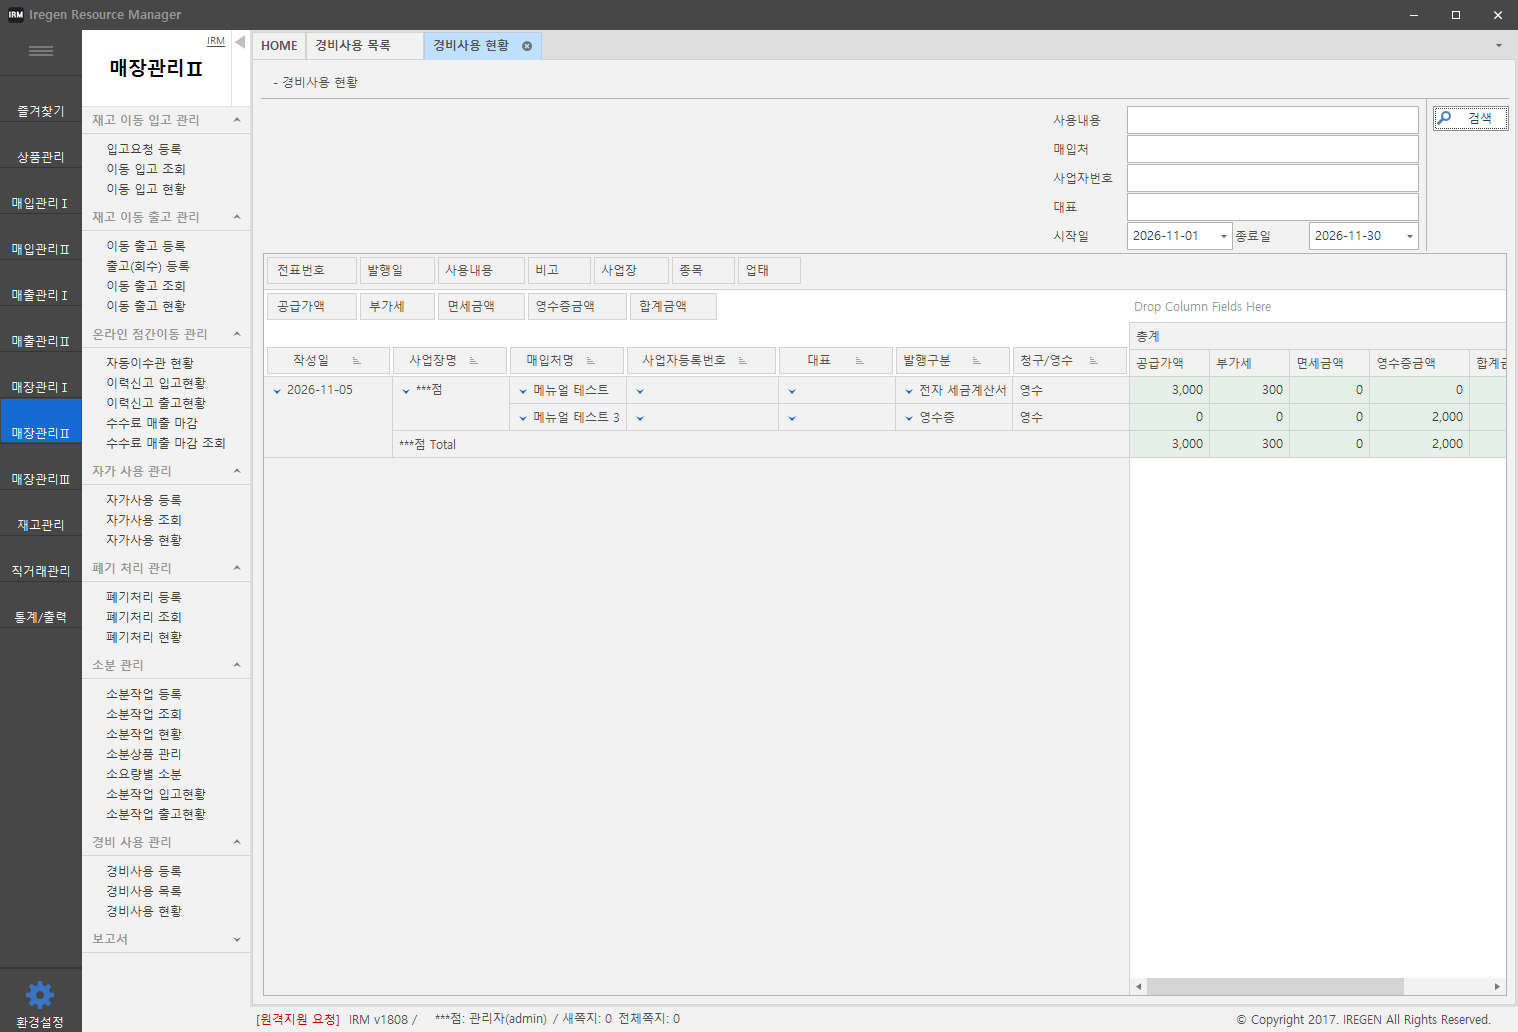 IRM Iregen Resource Manager
즐겨찾기
상품관리
매입관리 I
매입관리 II
매출관리 I
매출관리 II
매장관리 I
매장관리 II
매장관리 III
재고관리
직거래관리
통계/출력
환경설정
IRM
매장관리 II
재고 이동 입고 관리
입고요청 등록
이동 입고 조회
이동 입고 현황
재고 이동 출고 관리
이동 출고 등록
출고(회수) 등록
이동 출고 조회
이동 출고 현황
온라인 점간이동 관리
자동이수관 현황
이력신고 입고현황
이력신고 출고현황
수수료 매출 마감
수수료 매출 마감 조회
자가 사용 관리
자가사용 등록
자가사용 조회
자가사용 현황
폐기 처리 관리
폐기처리 등록
폐기처리 조회
폐기처리 현황
소분 관리
소분작업 등록
소분작업 조회
소분작업 현황
소분상품 관리
소요량별 소분
소분작업 입고현황
소분작업 출고현황
경비 사용 관리
경비사용 등록
경비사용 목록
경비사용 현황
보고서
HOME 경비사용 목록 경비사용 현황
- 경비사용 현황
사용내용 검색
매입처
사업자번호
대표
시작일 2026-11-01 종료일 2026-11-30
전표번호 발행일 사용내용 비고 사업장 종목 업태
공급가액 부가세 면세금액 영수증금액 합계금액 Drop Column Fields Here
총계
작성일 사업장명 매입처명 사업자등록번호 대표 발행구분 청구/영수 공급가액 부가세 면세금액 영수증금액
2026-11-05 ***점 메뉴얼 테스트 전자 세금계산서 영수 3,000 300 0 0
메뉴얼 테스트 3 영수증 영수 0 0 0 2,000
***점 Total 3,000 300 0 2,000
[원격지원 요청] IRM v1808 / ***점: 관리자(admin) / 새쪽지: 0 전체쪽지: 0 © Copyright 2017. IREGEN All Rights Reserved.